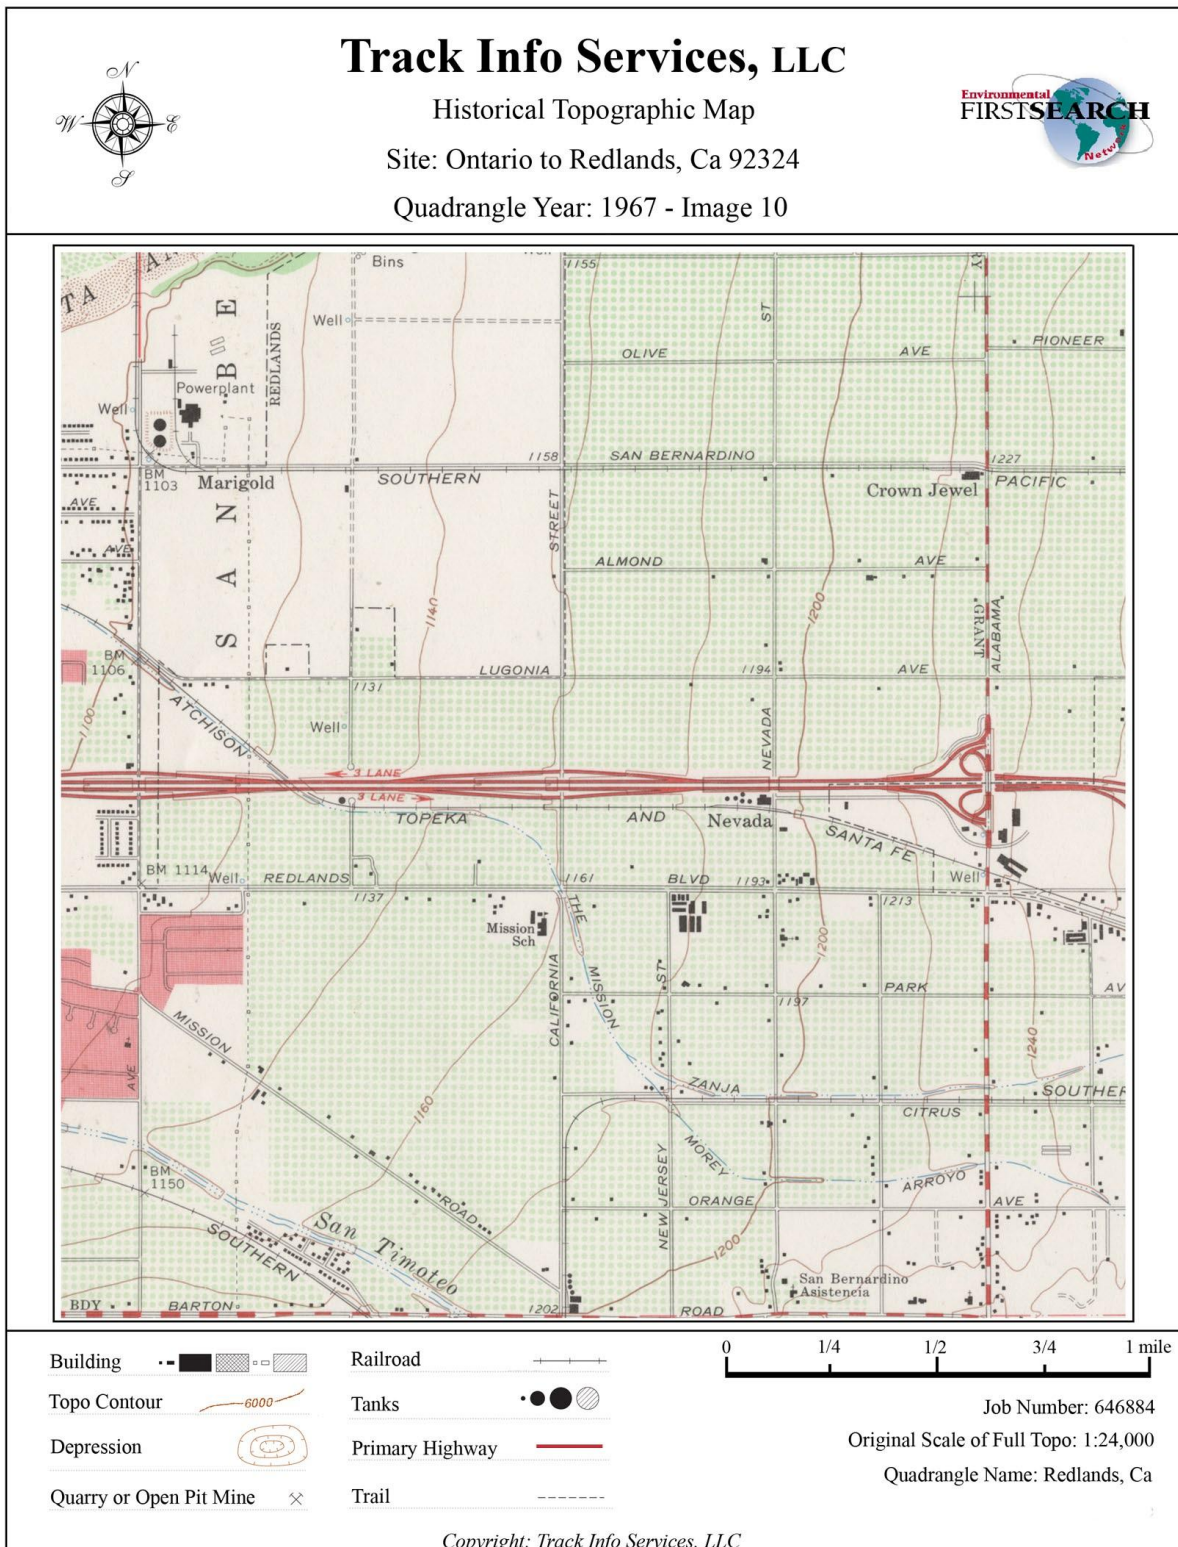 Track Info Services, LLC
Historical Topographic Map
Site: Ontario to Redlands, Ca 92324
Quadrangle Year: 1967 - Image 10
N
W E
S
Environmental
FIRSTSEARCH
Network
Bins
1155
TA
REDLANDS
Well
ST
OLIVE AVE
PIONEER
Powerplant
Well
SAN BERNARDINO
1158
1227
BM
1103
Marigold
SOUTHERN
PACIFIC
Crown Jewel
AVE
STREET
AVE
ALMOND AVE
SAN BE
1140
1200
GRANT
ALABAMA
BM
1106
LUGONIA
1194
AVE
1131
ATCHISON
1100
Well
NEVADA
3 LANE
3 LANE
TOPEKA
AND
Nevada
SANTA FE
BM 1114
Well
REDLANDS
1161
BLVD
1193
Well
1137
1213
THE
Mission
Sch
1200
CALIFORNIA
MISSION
ST
PARK
AV
1197
MISSION
AVE
1240
ZANJA
SOUTHER
1160
CITRUS
MOREY
BM
1150
NEW JERSEY
ARROYO
ROAD
ORANGE
AVE
San Timoteo
SOUTHERN
1200
San Bernardino
Asistencia
BDY
BARTON
1202
ROAD
Building
Topo Contour
6000
Depression
Quarry or Open Pit Mine
Railroad
Tanks
Primary Highway
Trail
0 1/4 1/2 3/4 1 mile
Job Number: 646884
Original Scale of Full Topo: 1:24,000
Quadrangle Name: Redlands, Ca
Copyright: Track Info Services, LLC